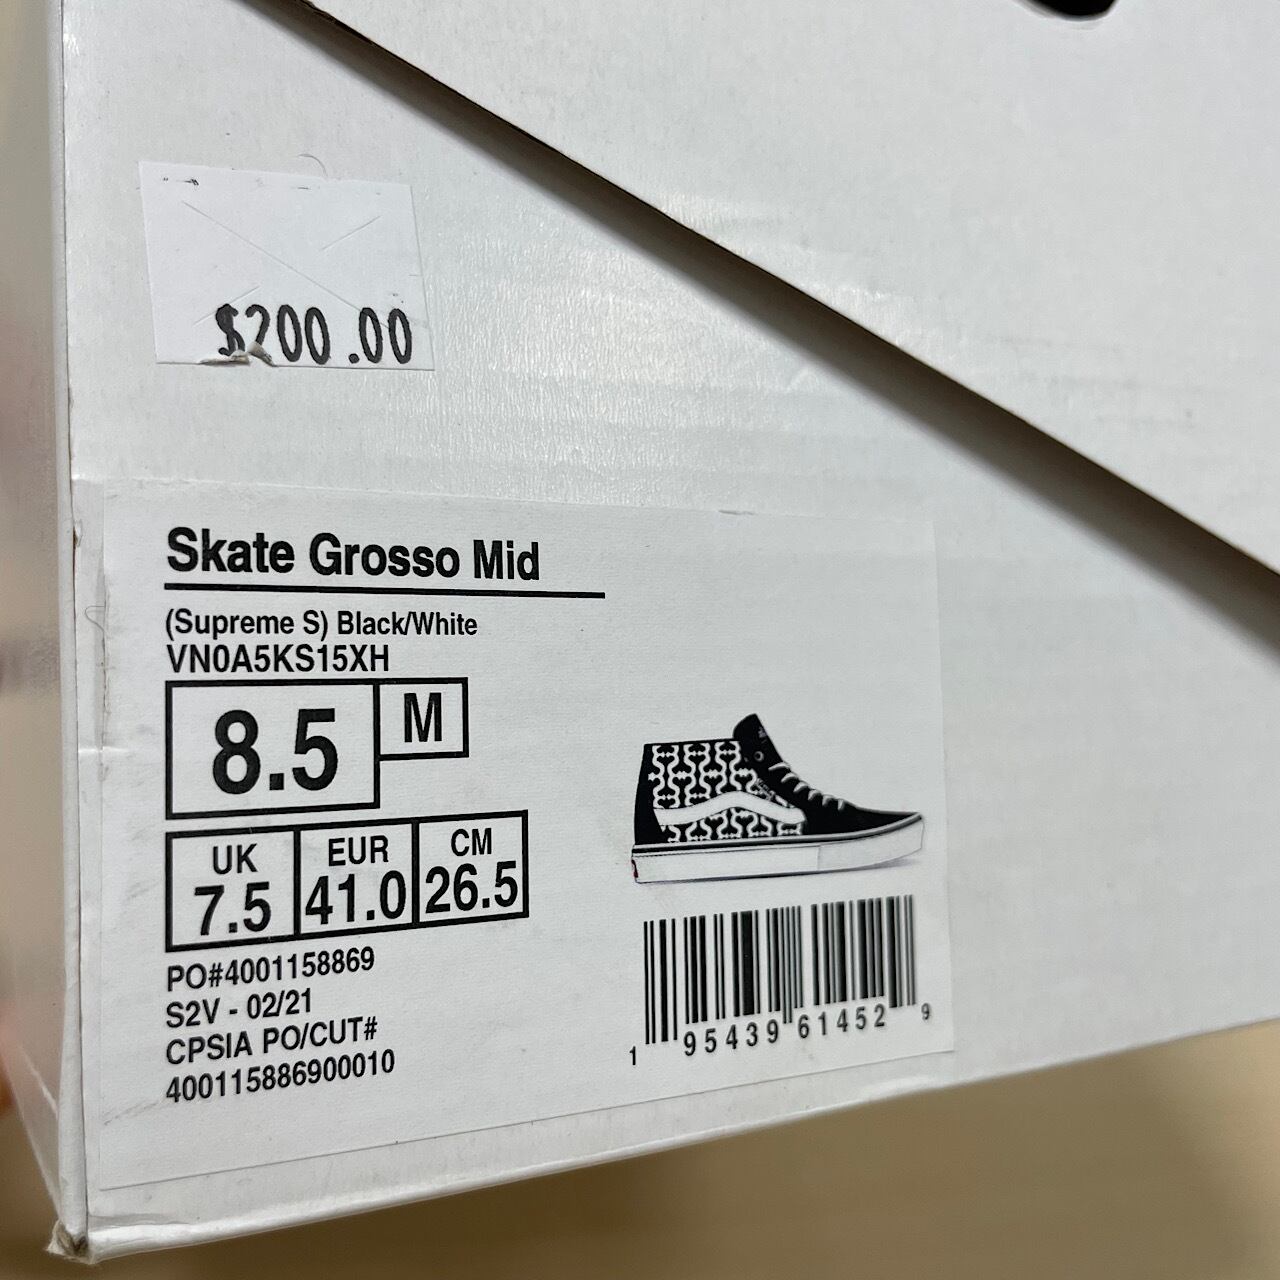 $200.00
Skate Grosso Mid
(Supreme S) Black/White
VN0A5KS15XH
8.5 M
UK EUR CM
7.5 41.0 26.5
PO#4001158869
S2V - 02/21
CPSIA PO/CUT#
400115886900010
1 95439 61452 9